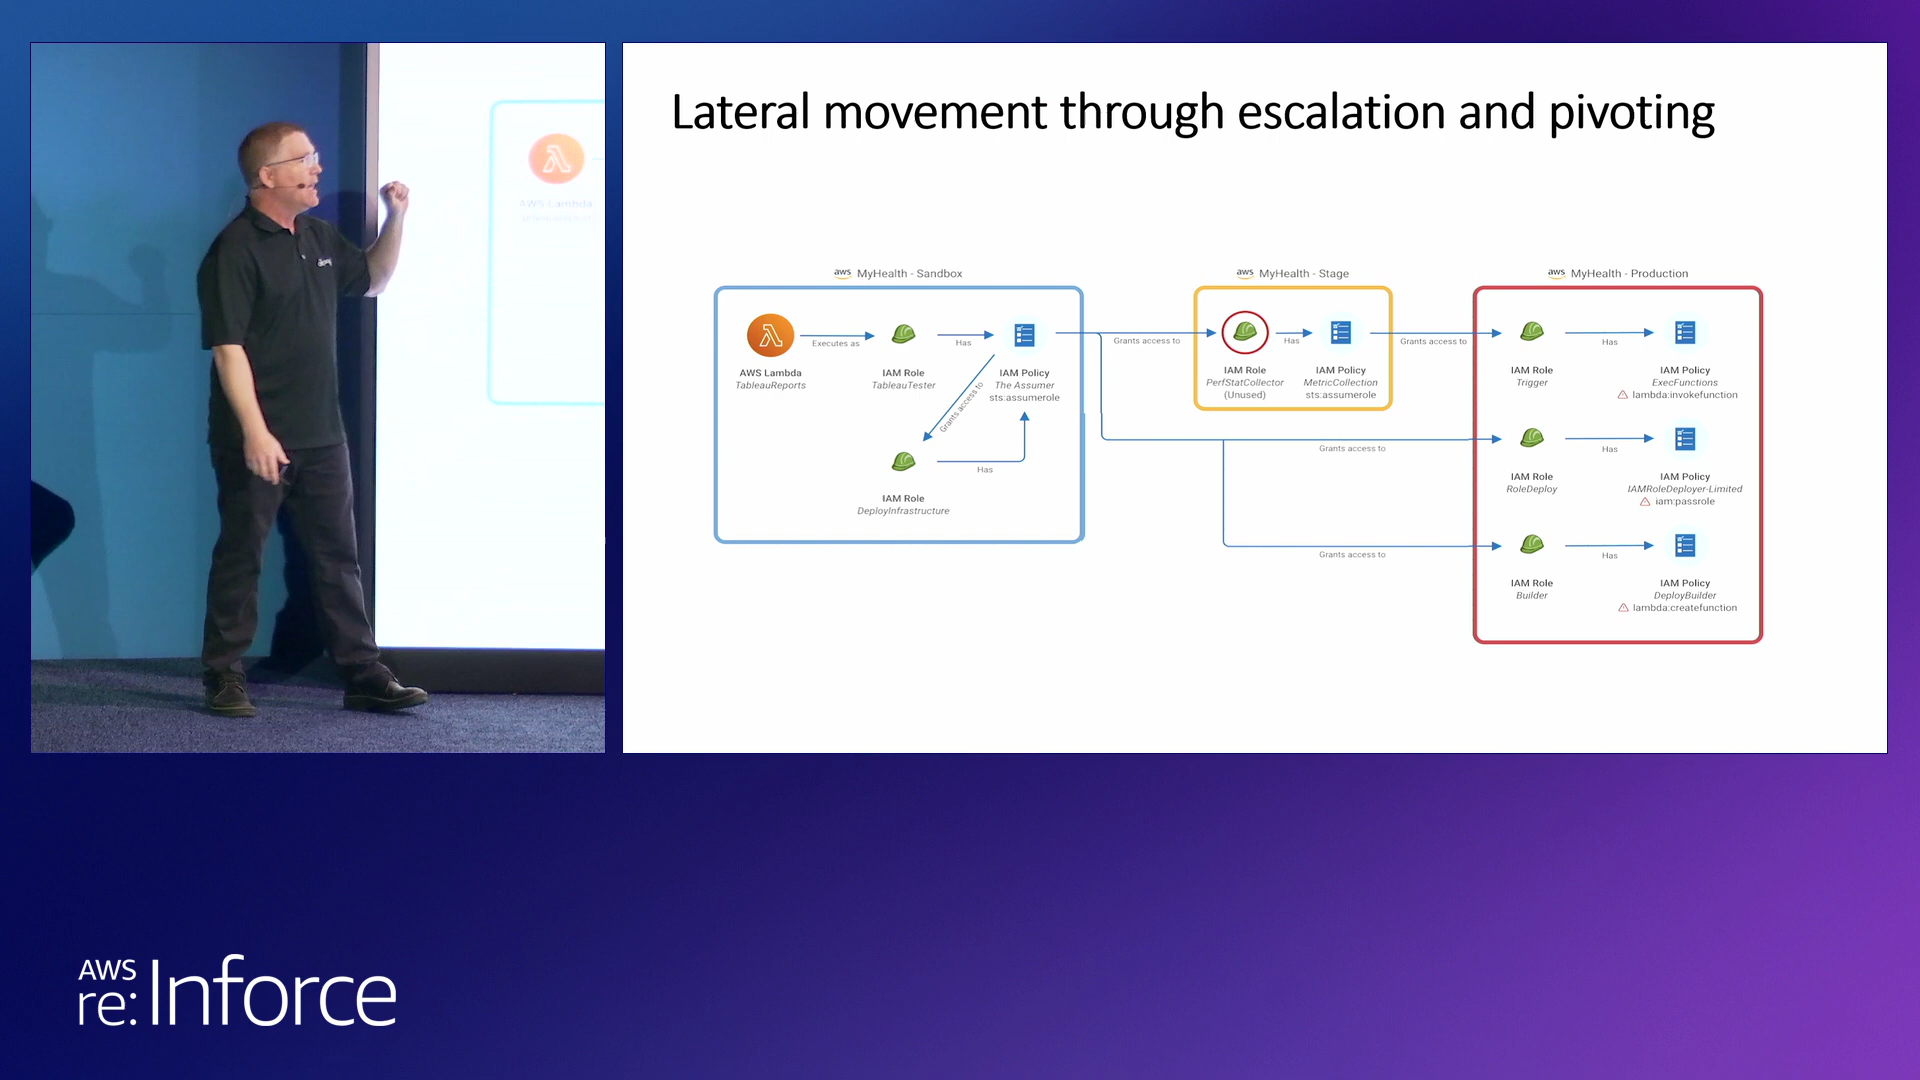 Lateral movement through escalation and pivoting
aws MyHealth - Sandbox
Executes as
Has
AWS Lambda
TableauReports
IAM Role
TableauTester
IAM Policy
The Assumer
sts:assumerole
Grants access to
Has
IAM Role
DeployInfrastructure
Grants access to
aws MyHealth - Stage
Has
IAM Role
PerfStatCollector
(Unused)
IAM Policy
MetricCollection
sts:assumerole
Grants access to
Grants access to
Grants access to
aws MyHealth - Production
Has
IAM Role
Trigger
IAM Policy
ExecFunctions
lambda:invokefunction
Has
IAM Role
RoleDeploy
IAM Policy
IAMRoleDeployer-Limited
iam:passrole
Has
IAM Role
Builder
IAM Policy
DeployBuilder
lambda:createfunction
AWS Lambda
AWS
re:Inforce